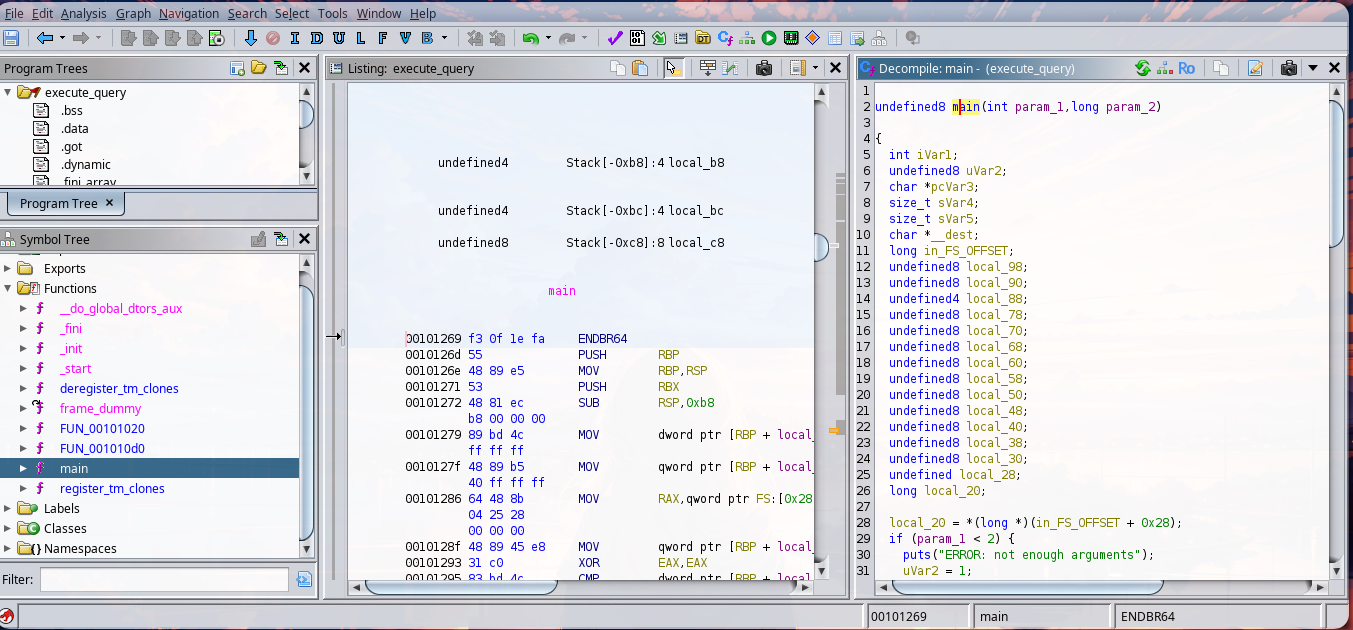 File Edit Analysis Graph Navigation Search Select Tools Window Help
I D U L F V B
Program Trees
execute_query
.bss
.data
.got
.dynamic
.fini_array
Program Tree ×
Symbol Tree
Exports
Functions
f __do_global_dtors_aux
f _fini
f _init
f _start
f deregister_tm_clones
f frame_dummy
f FUN_00101020
f FUN_001010d0
f main
f register_tm_clones
Labels
Classes
Namespaces
Filter:
Listing: execute_query
undefined4 Stack[-0xb8]:4 local_b8
undefined4 Stack[-0xbc]:4 local_bc
undefined8 Stack[-0xc8]:8 local_c8
main
00101269 f3 0f 1e fa ENDBR64
0010126d 55 PUSH RBP
0010126e 48 89 e5 MOV RBP,RSP
00101271 53 PUSH RBX
00101272 48 81 ec SUB RSP,0xb8
b8 00 00 00
00101279 89 bd 4c MOV dword ptr [RBP + local_
ff ff ff
0010127f 48 89 b5 MOV qword ptr [RBP + local_
40 ff ff ff
00101286 64 48 8b MOV RAX,qword ptr FS:[0x28
04 25 28
00 00 00
0010128f 48 89 45 e8 MOV qword ptr [RBP + local_
00101293 31 c0 XOR EAX,EAX
00101295 83 bd 4c CMP dword ptr [RBP + local_
Decompile: main - (execute_query)
Ro
1
2 undefined8 main(int param_1,long param_2)
3
4 {
5 int iVar1;
6 undefined8 uVar2;
7 char *pcVar3;
8 size_t sVar4;
9 size_t sVar5;
10 char *__dest;
11 long in_FS_OFFSET;
12 undefined8 local_98;
13 undefined8 local_90;
14 undefined4 local_88;
15 undefined8 local_78;
16 undefined8 local_70;
17 undefined8 local_68;
18 undefined8 local_60;
19 undefined8 local_58;
20 undefined8 local_50;
21 undefined8 local_48;
22 undefined8 local_40;
23 undefined8 local_38;
24 undefined8 local_30;
25 undefined local_28;
26 long local_20;
27
28 local_20 = *(long *)(in_FS_OFFSET + 0x28);
29 if (param_1 < 2) {
30 puts("ERROR: not enough arguments");
31 uVar2 = 1;
00101269 main ENDBR64